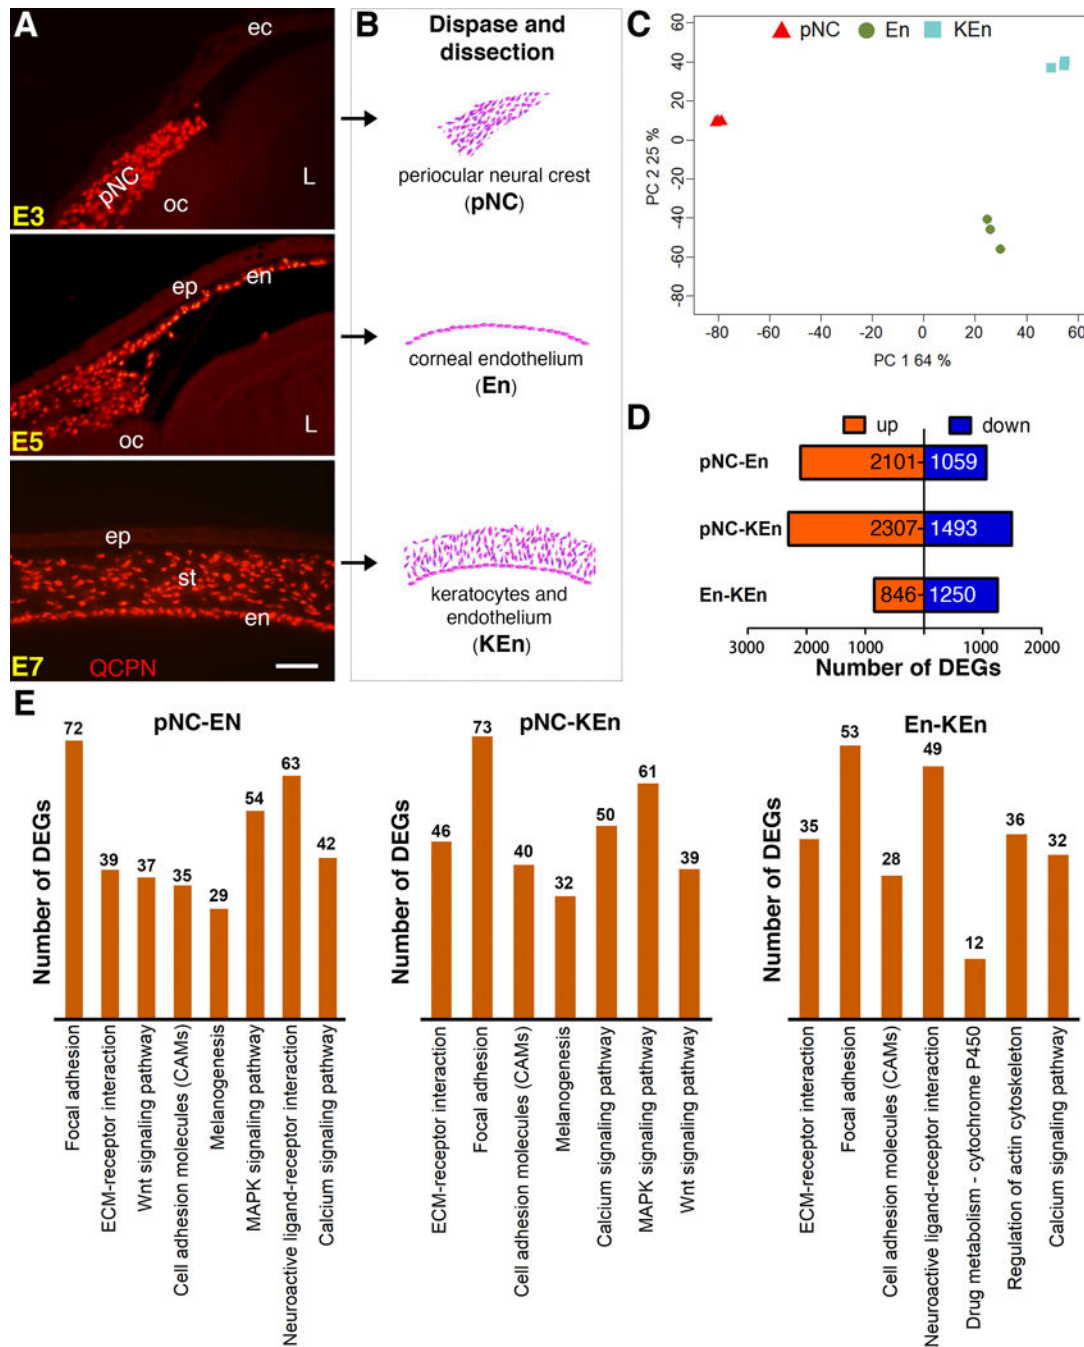 A
ec
pNC
L
oc
E3
ep
en
L
oc
E5
ep
st
en
E7
QCPN
B
Dispase and
dissection
periocular neural crest
(pNC)
corneal endothelium
(En)
keratocytes and
endothelium
(KEn)
C
pNC En KEn
PC 2 25 %
60
40
20
0
-20
-40
-60
-80
-80 -60 -40 -20 0 20 40 60
PC 1 64 %
D
up down
pNC-En 2101 1059
pNC-KEn 2307 1493
En-KEn 846 1250
3000 2000 1000 1000 2000
Number of DEGs
E
pNC-EN
Number of DEGs
72 39 37 35 29 54 63 42
Focal adhesion
ECM-receptor interaction
Wnt signaling pathway
Cell adhesion molecules (CAMs)
Melanogenesis
MAPK signaling pathway
Neuroactive ligand-receptor interaction
Calcium signaling pathway
pNC-KEn
Number of DEGs
46 73 40 32 50 61 39
ECM-receptor interaction
Focal adhesion
Cell adhesion molecules (CAMs)
Melanogenesis
Calcium signaling pathway
MAPK signaling pathway
Wnt signaling pathway
En-KEn
Number of DEGs
35 53 28 49 12 36 32
ECM-receptor interaction
Focal adhesion
Cell adhesion molecules (CAMs)
Neuroactive ligand-receptor interaction
Drug metabolism - cytochrome P450
Regulation of actin cytoskeleton
Calcium signaling pathway